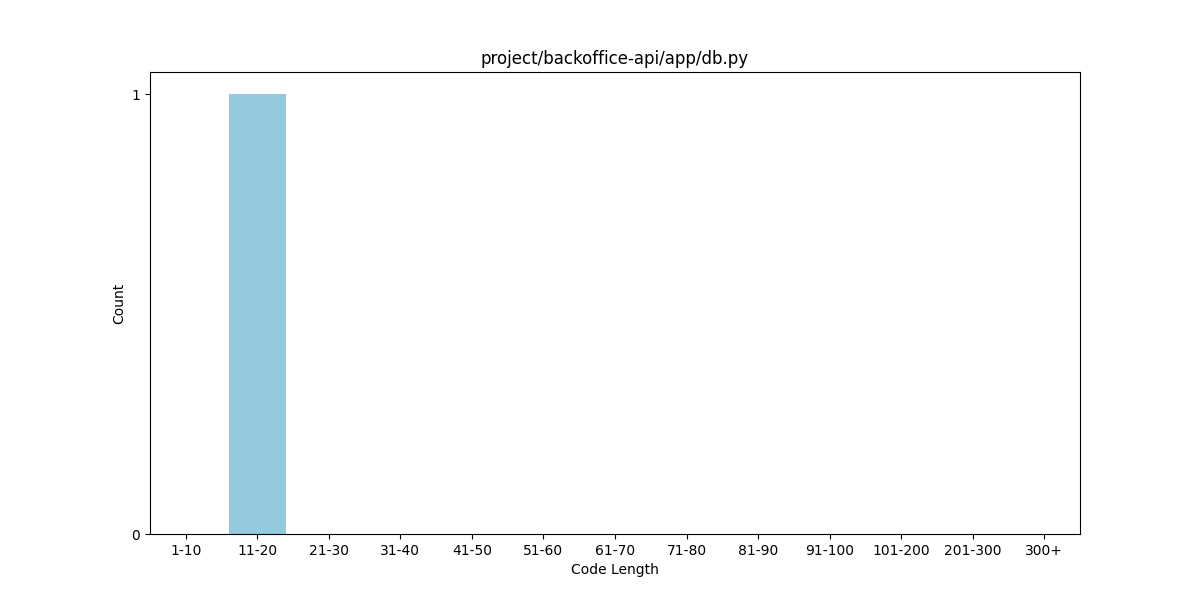 project/backoffice-api/app/db.py
1
Count
0
1-10 11-20 21-30 31-40 41-50 51-60 61-70 71-80 81-90 91-100 101-200 201-300 300+
Code Length